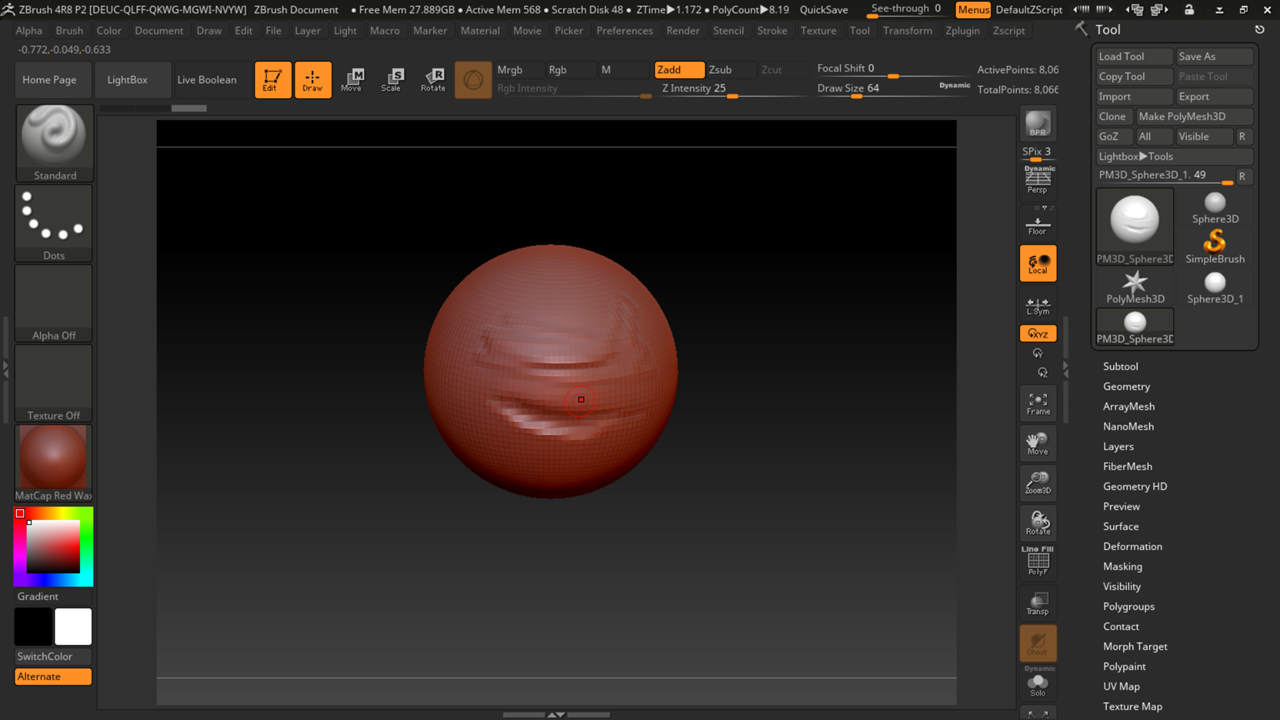 ZBrush 4R8 P2 [DEUC-QLFF-QKWG-MGWI-NVYW] ZBrush Document • Free Mem 27.889GB • Active Mem 568 • Scratch Disk 48 • ZTime▶1.172 • PolyCount▶8.19 QuickSave See-through 0 Menus DefaultZScript
Alpha Brush Color Document Draw Edit File Layer Light Macro Marker Material Movie Picker Preferences Render Stencil Stroke Texture Tool Transform Zplugin Zscript
-0.772,-0.049,-0.633
Home Page LightBox Live Boolean Edit Draw Move Scale Rotate
Mrgb Rgb M Zadd Zsub Zcut Focal Shift 0 ActivePoints: 8,06
Rgb Intensity Z Intensity 25 Draw Size 64 Dynamic TotalPoints: 8,066
Standard
Dots
Alpha Off
Texture Off
MatCap Red Wax
Gradient
SwitchColor
Alternate
BPR
SPix 3
Dynamic
Persp
Floor
Local
L.Sym
XYZ
Y
Z
Frame
Move
Zoom3D
Rotate
Line Fill
PolyF
Transp
Ghost
Dynamic
Solo
Tool
Load Tool Save As
Copy Tool Paste Tool
Import Export
Clone Make PolyMesh3D
GoZ All Visible R
Lightbox▶Tools
PM3D_Sphere3D_1. 49 R
PM3D_Sphere3D Sphere3D
SimpleBrush
PolyMesh3D Sphere3D_1
PM3D_Sphere3D
Subtool
Geometry
ArrayMesh
NanoMesh
Layers
FiberMesh
Geometry HD
Preview
Surface
Deformation
Masking
Visibility
Polygroups
Contact
Morph Target
Polypaint
UV Map
Texture Map